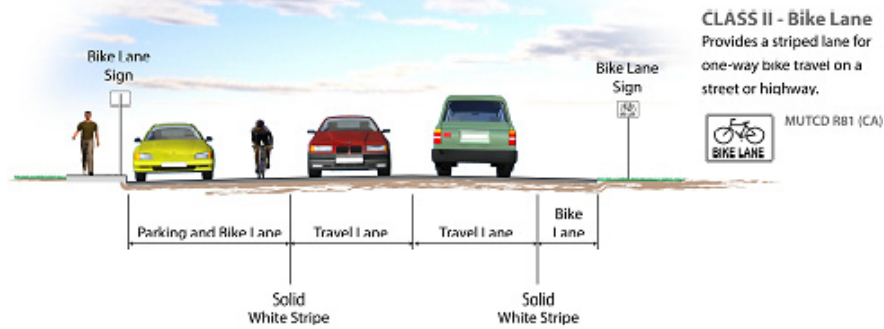 CLASS II - Bike Lane
Provides a striped lane for
one-way bike travel on a
street or highway.
MUTCD R81 (CA)
BIKE LANE
Bike Lane
Sign
Bike Lane
Sign
Parking and Bike Lane
Travel Lane
Travel Lane
Bike
Lane
Solid
White Stripe
Solid
White Stripe